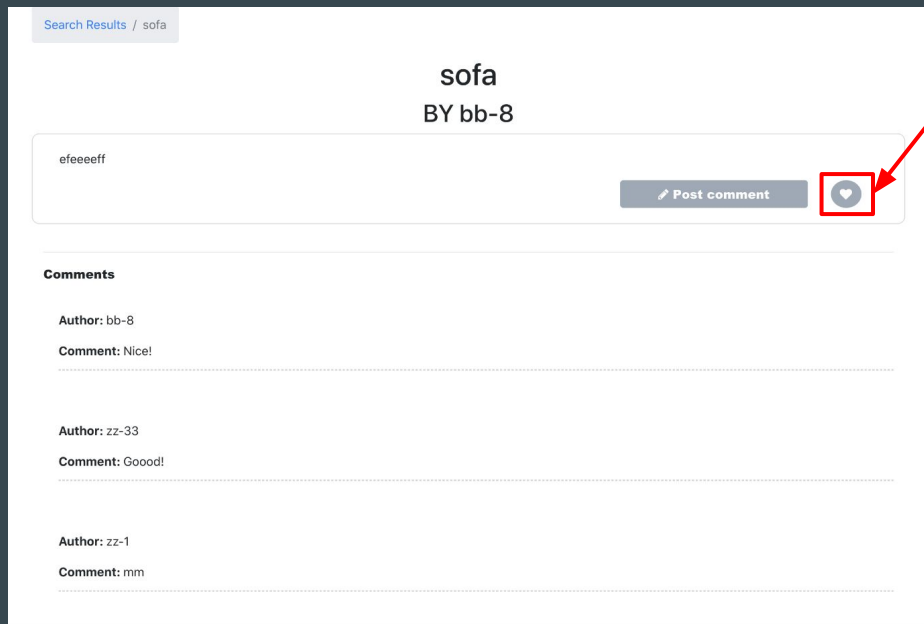 Search Results / sofa
sofa
BY bb-8
efeeeeff
Post comment
Comments
Author: bb-8
Comment: Nice!
Author: zz-33
Comment: Goood!
Author: zz-1
Comment: mm